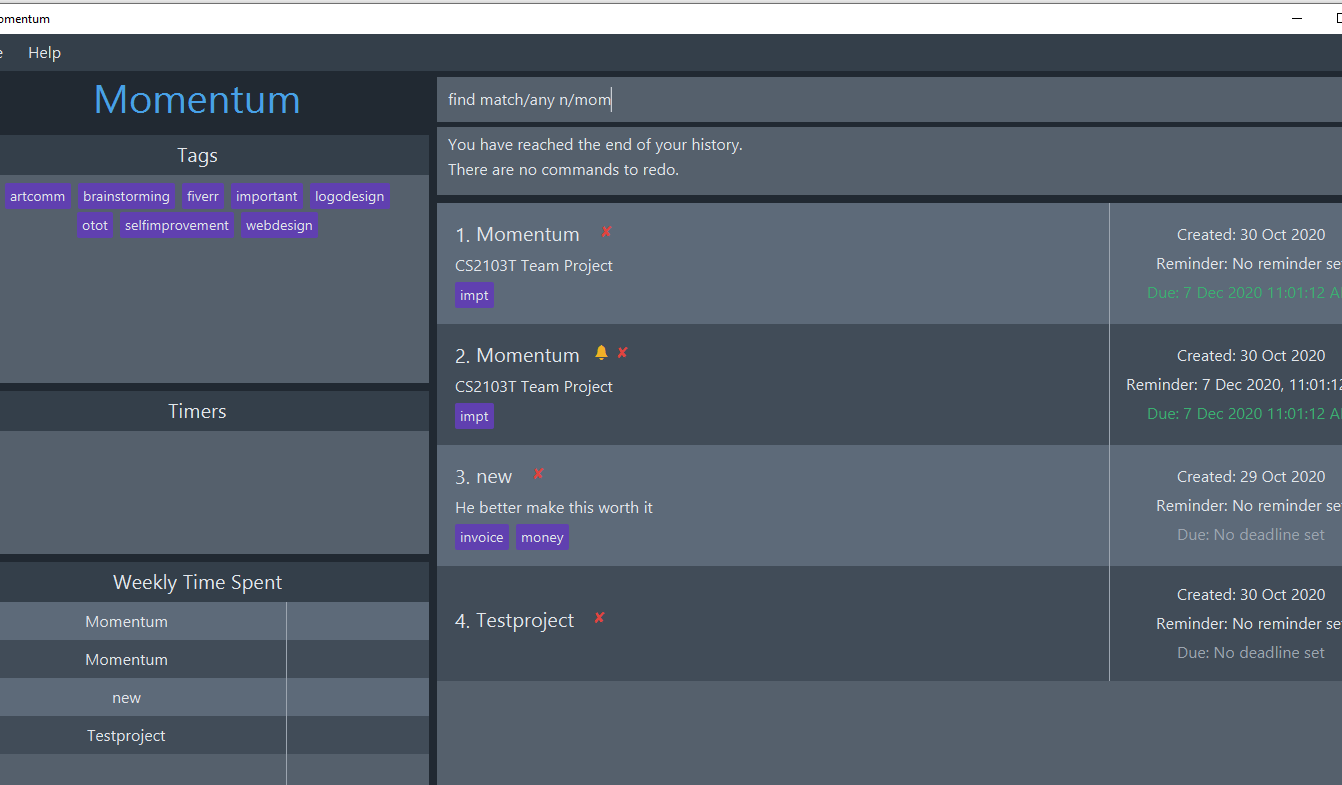 omentum
e Help
Momentum
Tags
artcomm brainstorming fiverr important logodesign
otot selfimprovement webdesign
Timers
Weekly Time Spent
Momentum
Momentum
new
Testproject
find match/any n/mom
You have reached the end of your history.
There are no commands to redo.
1. Momentum
CS2103T Team Project
impt
Created: 30 Oct 2020
Reminder: No reminder se
Due: 7 Dec 2020 11:01:12 A
2. Momentum
CS2103T Team Project
impt
Created: 30 Oct 2020
Reminder: 7 Dec 2020, 11:01:12
Due: 7 Dec 2020 11:01:12 A
3. new
He better make this worth it
invoice money
Created: 29 Oct 2020
Reminder: No reminder se
Due: No deadline set
4. Testproject
Created: 30 Oct 2020
Reminder: No reminder se
Due: No deadline set